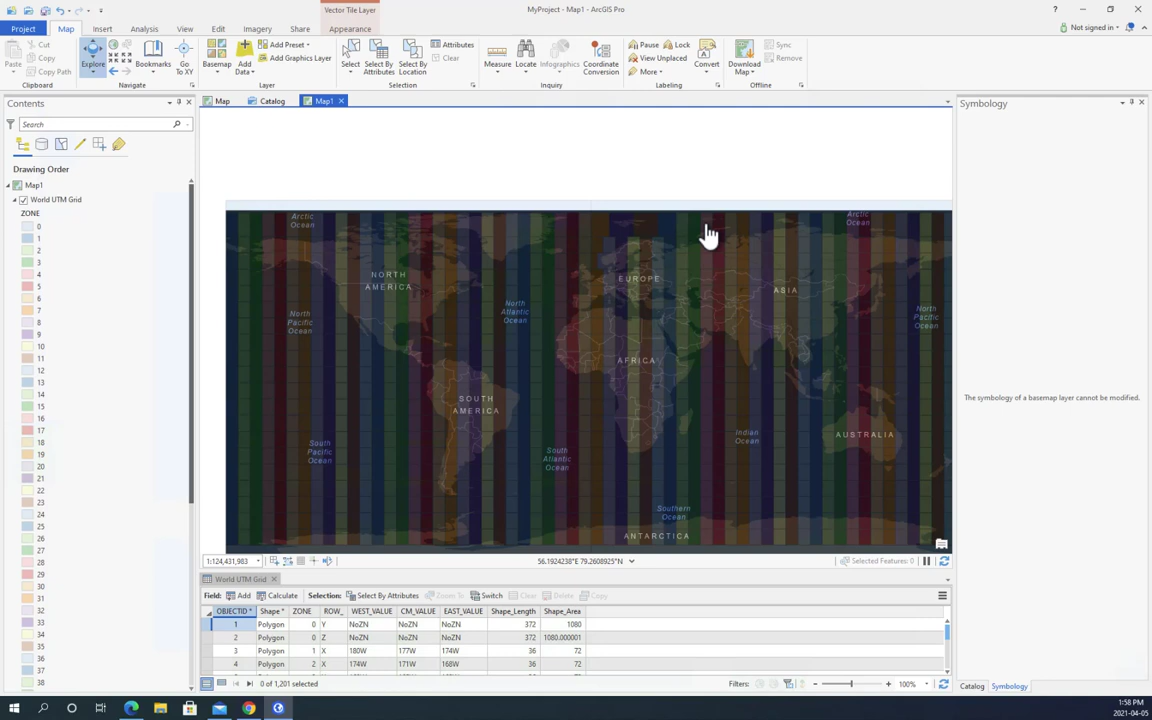 Vector Tile Layer
MyProject - Map1 - ArcGIS Pro
Project Map Insert Analysis View Edit Imagery Share Appearance
Not signed in
Paste
Cut
Copy
Copy Path
Clipboard
Explore
Bookmarks
Go To XY
Navigate
Basemap
Add Data
Add Preset
Add Graphics Layer
Layer
Select
Select By Attributes
Select By Location
Attributes
Clear
Selection
Measure
Locate
Infographics
Coordinate Conversion
Inquiry
Pause
Lock
View Unplaced
More
Convert
Labeling
Download Map
Sync
Remove
Offline
Contents
Search
Drawing Order
Map1
World UTM Grid
ZONE
0
1
2
3
4
5
6
7
8
9
10
11
12
13
14
15
16
17
18
19
20
21
22
23
24
25
26
27
28
29
30
31
32
33
34
35
36
37
38
Map Catalog Map1
Arctic
Ocean
Arctic
Ocean
NORTH
AMERICA
EUROPE
ASIA
North
Pacific
Ocean
North
Atlantic
Ocean
North
Pacific
Ocean
AFRICA
SOUTH
AMERICA
South
Pacific
Ocean
South
Atlantic
Ocean
Indian
Ocean
AUSTRALIA
Southern
Ocean
ANTARCTICA
1:124,431,983
56.1924238°E 79.2608925°N
Selected Features: 0
World UTM Grid
Field: Add Calculate Selection: Select By Attributes Zoom To Switch Clear Delete Copy
OBJECTID * Shape * ZONE ROW_ WEST_VALUE CM_VALUE EAST_VALUE Shape_Length Shape_Area
1 Polygon 0 Y NoZN NoZN NoZN 372 1080
2 Polygon 0 Z NoZN NoZN NoZN 372 1080.000001
3 Polygon 1 X 180W 177W 174W 36 72
4 Polygon 2 X 174W 171W 168W 36 72
0 of 1,201 selected
Filters:
100%
Symbology
The symbology of a basemap layer cannot be modified.
Catalog Symbology
1:58 PM
2021-04-05